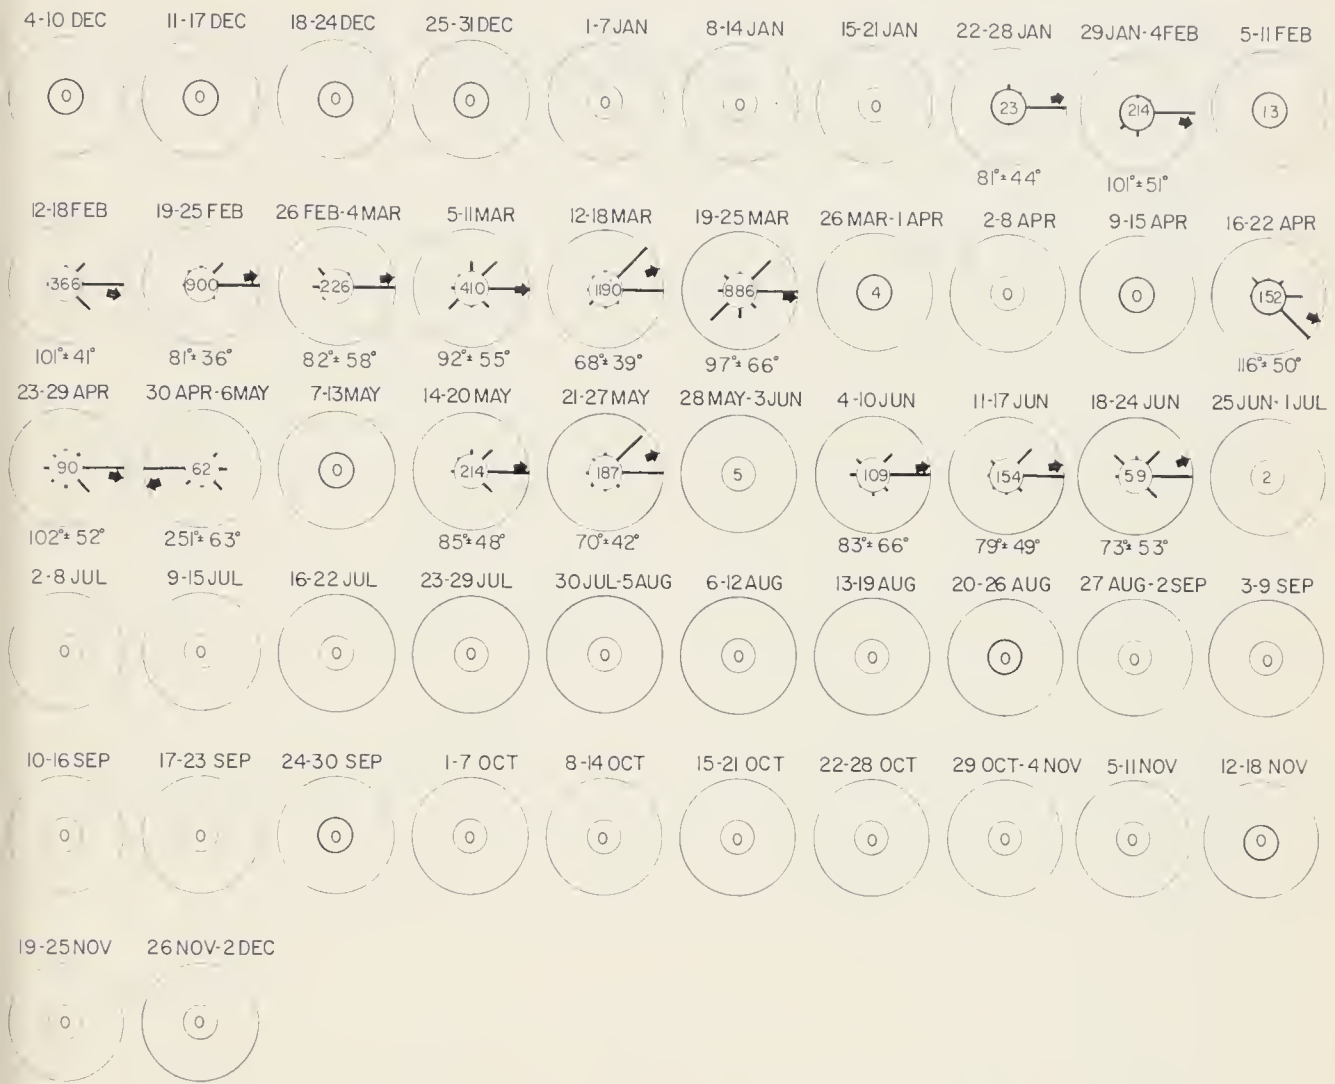 4-10 DEC 11-17 DEC 18-24 DEC 25-31 DEC 1-7 JAN 8-14 JAN 15-21 JAN 22-28 JAN 29 JAN-4 FEB 5-11 FEB
0 0 0 0 0 0 0 23 214 13
81°± 44° 101°± 51°
12-18 FEB 19-25 FEB 26 FEB-4 MAR 5-11 MAR 12-18 MAR 19-25 MAR 26 MAR-1 APR 2-8 APR 9-15 APR 16-22 APR
366 900 226 410 1190 886 4 0 0 152
101°± 41° 81°± 36° 82°± 58° 92°± 55° 68°± 39° 97°± 66° 116°± 50°
23-29 APR 30 APR-6 MAY 7-13 MAY 14-20 MAY 21-27 MAY 28 MAY-3 JUN 4-10 JUN 11-17 JUN 18-24 JUN 25 JUN-1 JUL
90 62 0 214 187 5 109 154 59 2
102°± 52° 251°± 63° 85°± 48° 70°± 42° 83°± 66° 79°± 49° 73°± 53°
2-8 JUL 9-15 JUL 16-22 JUL 23-29 JUL 30 JUL-5 AUG 6-12 AUG 13-19 AUG 20-26 AUG 27 AUG-2 SEP 3-9 SEP
0 0 0 0 0 0 0 0 0 0
10-16 SEP 17-23 SEP 24-30 SEP 1-7 OCT 8-14 OCT 15-21 OCT 22-28 OCT 29 OCT-4 NOV 5-11 NOV 12-18 NOV
0 0 0 0 0 0 0 0 0 0
19-25 NOV 26 NOV-2 DEC
0 0